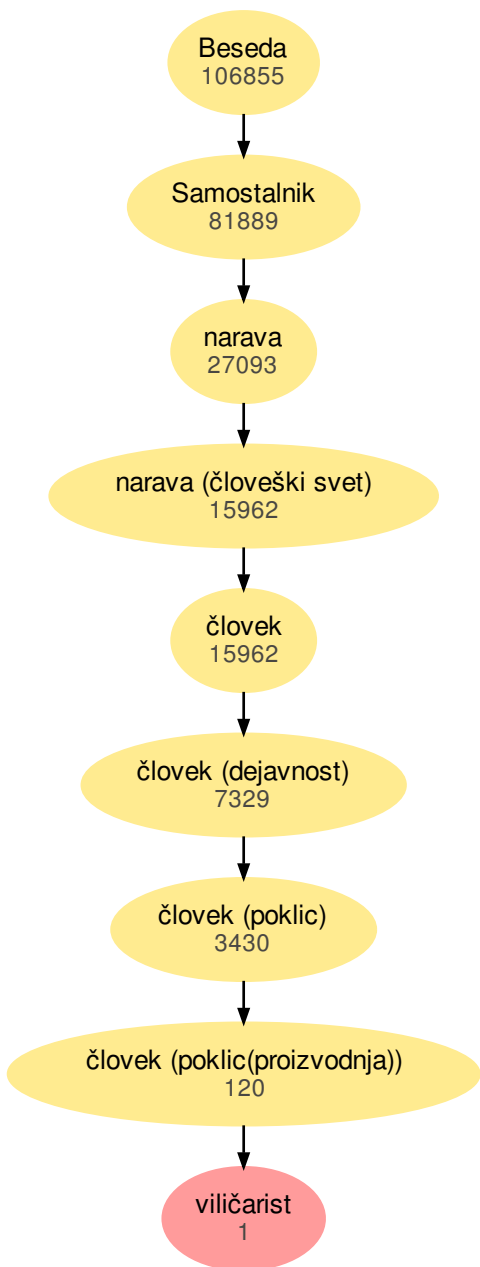 Beseda
106855
Samostalnik
81889
narava
27093
narava (človeški svet)
15962
človek
15962
človek (dejavnost)
7329
človek (poklic)
3430
človek (poklic(proizvodnja))
120
viličarist
1